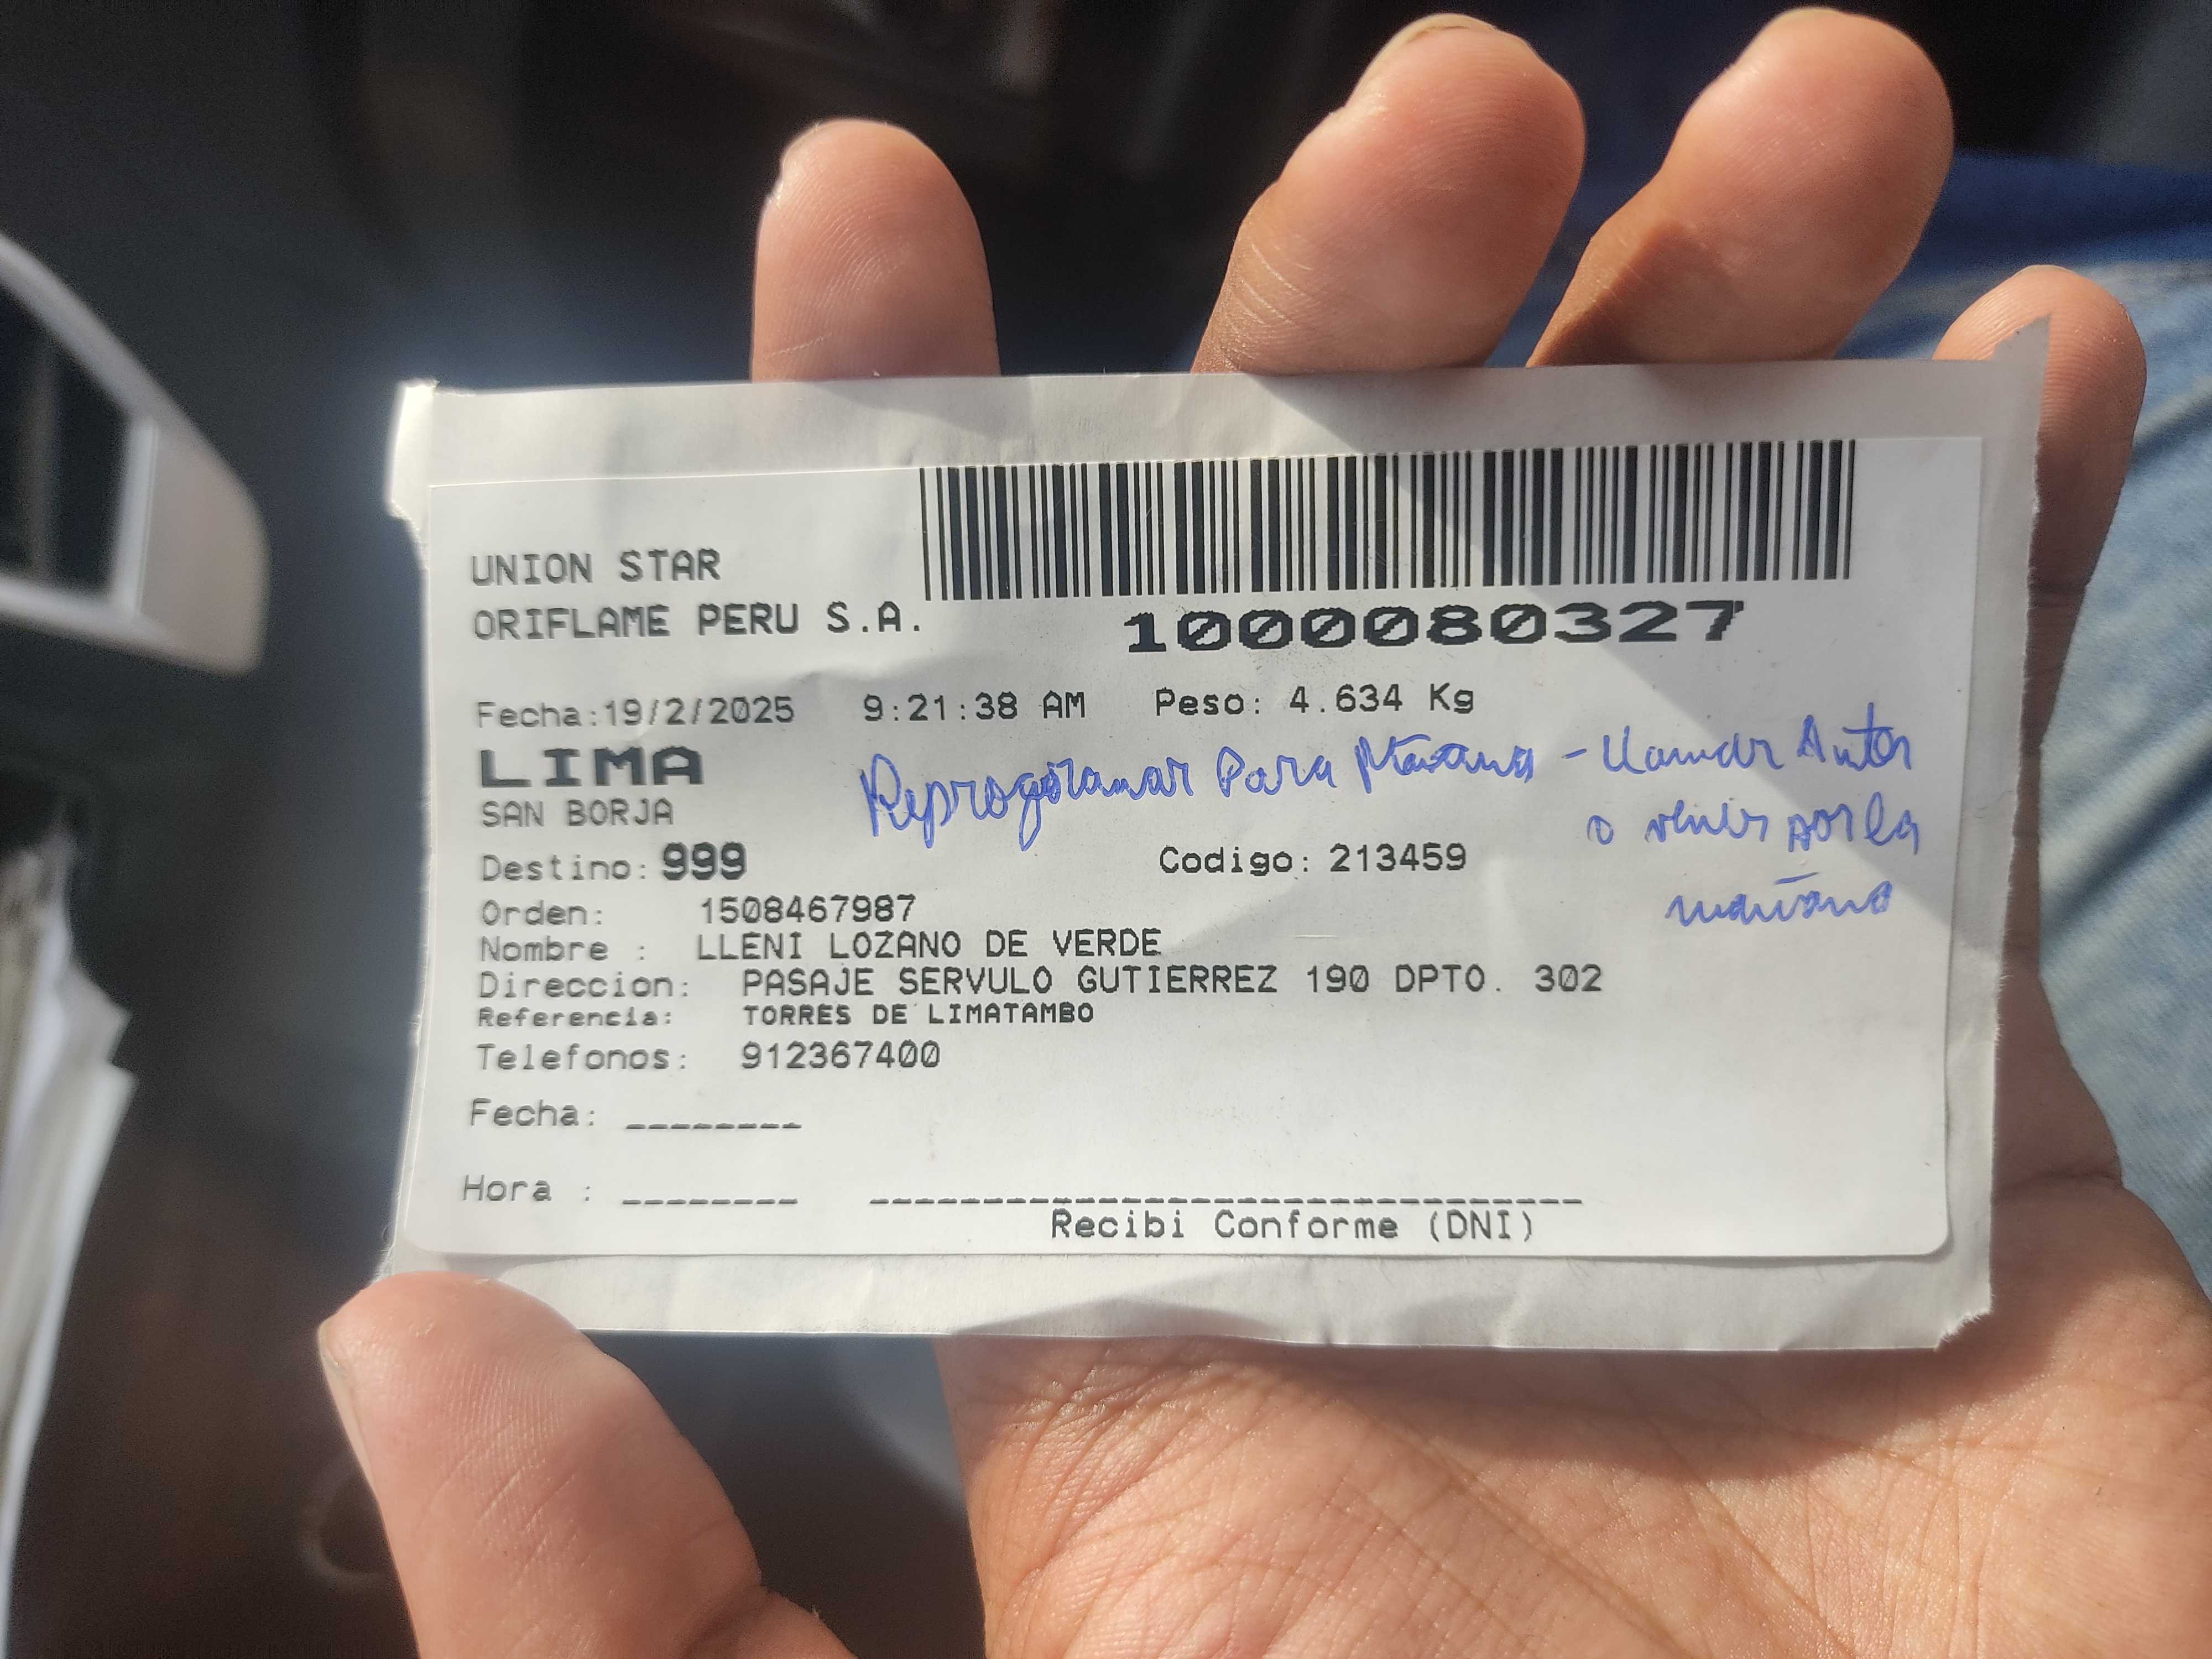 UNION STAR
ORIFLAME PERU S.A.
1000080327
Fecha:19/2/2025 9:21:38 AM Peso: 4.634 Kg
LIMA
Reprogramar Para Mañana - Llamar Antes
o venir por la
mañana
SAN BORJA
Destino: 999 Codigo: 213459
Orden: 1508467987
Nombre : LLENI LOZANO DE VERDE
Direccion: PASAJE SERVULO GUTIERREZ 190 DPTO. 302
Referencia: TORRES DE LIMATAMBO
Telefonos: 912367400
Fecha: ________
Hora : ________
Recibi Conforme (DNI)